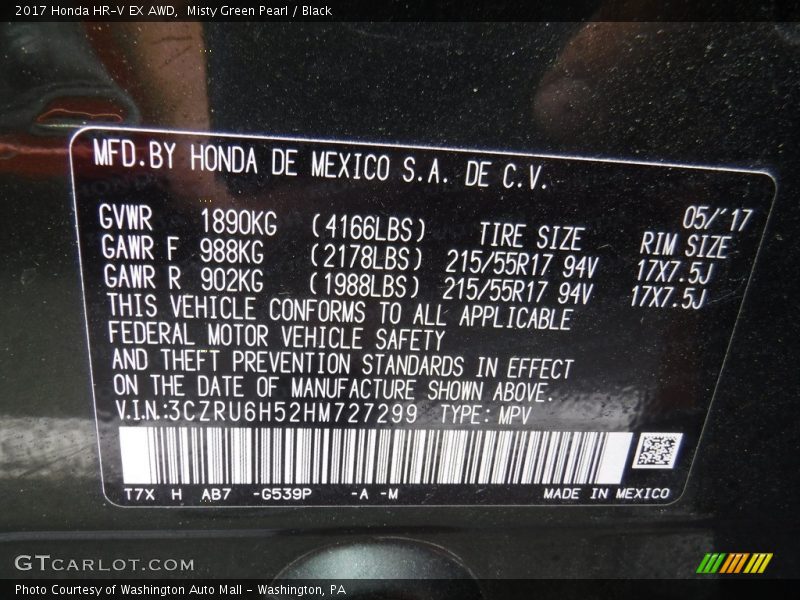 2017 Honda HR-V EX AWD, Misty Green Pearl / Black
MFD.BY HONDA DE MEXICO S.A. DE C.V.
05/'17
GVWR 1890KG (4166LBS) TIRE SIZE RIM SIZE
GAWR F 988KG (2178LBS) 215/55R17 94V 17X7.5J
GAWR R 902KG (1988LBS) 215/55R17 94V 17X7.5J
THIS VEHICLE CONFORMS TO ALL APPLICABLE
FEDERAL MOTOR VEHICLE SAFETY
AND THEFT PREVENTION STANDARDS IN EFFECT
ON THE DATE OF MANUFACTURE SHOWN ABOVE.
V.I.N:3CZRU6H52HM727299 TYPE: MPV
T7X H AB7 -G539P -A -M MADE IN MEXICO
GTCARLOT.COM
Photo Courtesy of Washington Auto Mall - Washington, PA